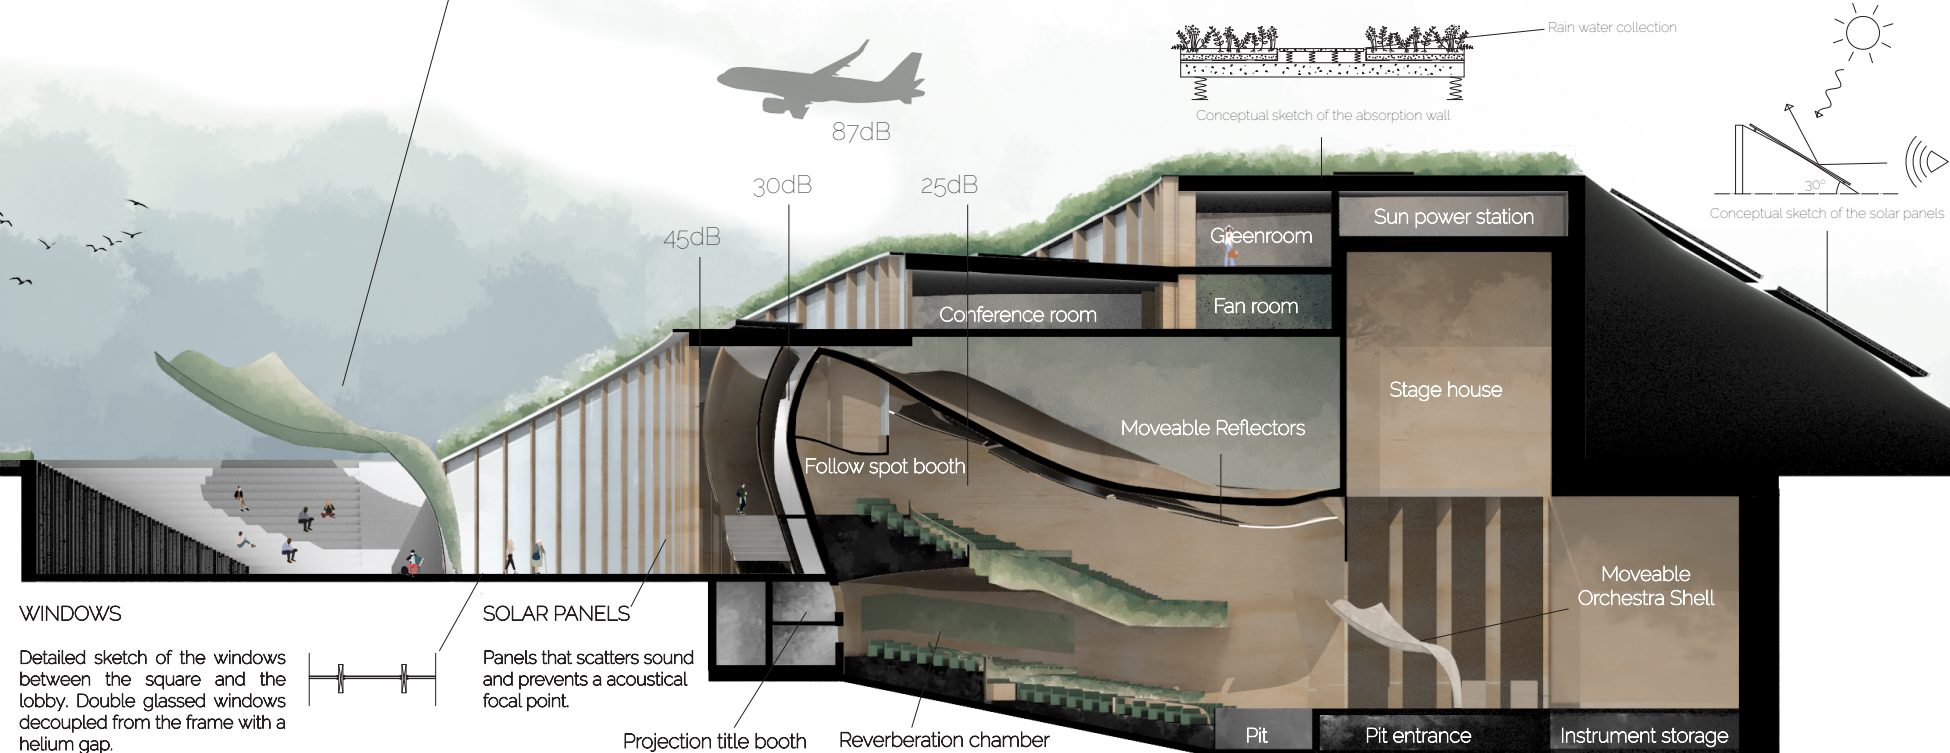 Rain water collection
87dB
Conceptual sketch of the absorption wall
30dB
25dB
30°
Conceptual sketch of the solar panels
45dB
Sun power station
Greenroom
Conference room
Fan room
Stage house
Moveable Reflectors
Follow spot booth
Moveable
Orchestra Shell
WINDOWS
Detailed sketch of the windows
between the square and the
lobby. Double glassed windows
decoupled from the frame with a
helium gap.
SOLAR PANELS
Panels that scatters sound
and prevents a acoustical
focal point.
Projection title booth
Reverberation chamber
Pit
Pit entrance
Instrument storage